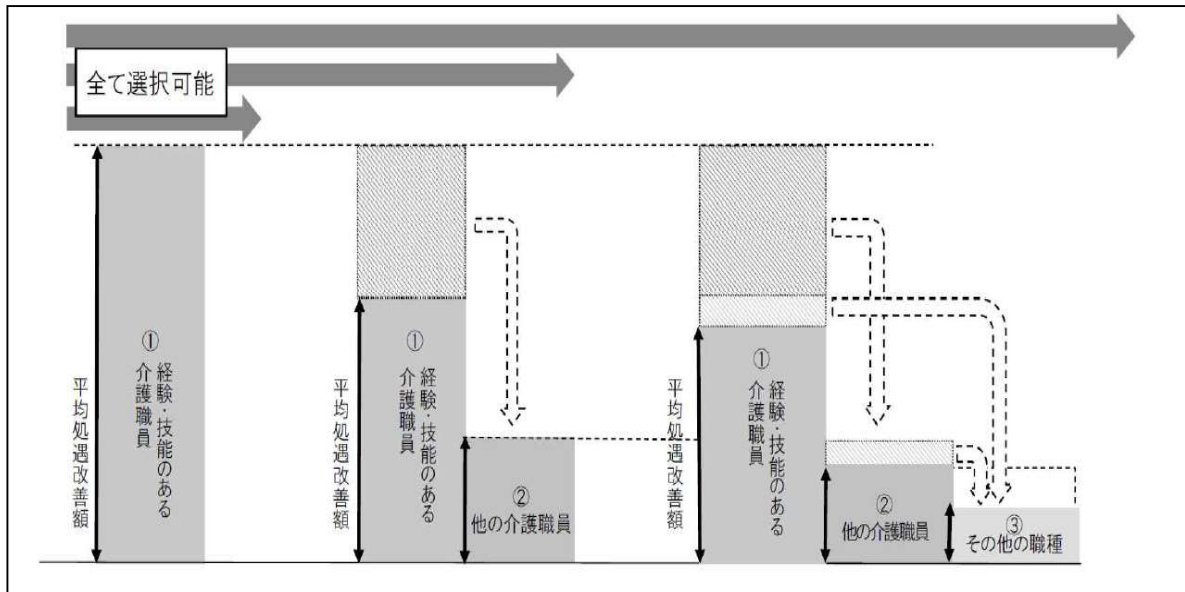 全て選択可能
平均処遇改善額
①
経験・技能のある
介護職員
平均処遇改善額
①
経験・技能のある
介護職員
②
他の介護職員
平均処遇改善額
①
経験・技能のある
介護職員
②
他の介護職員
③
その他の職種